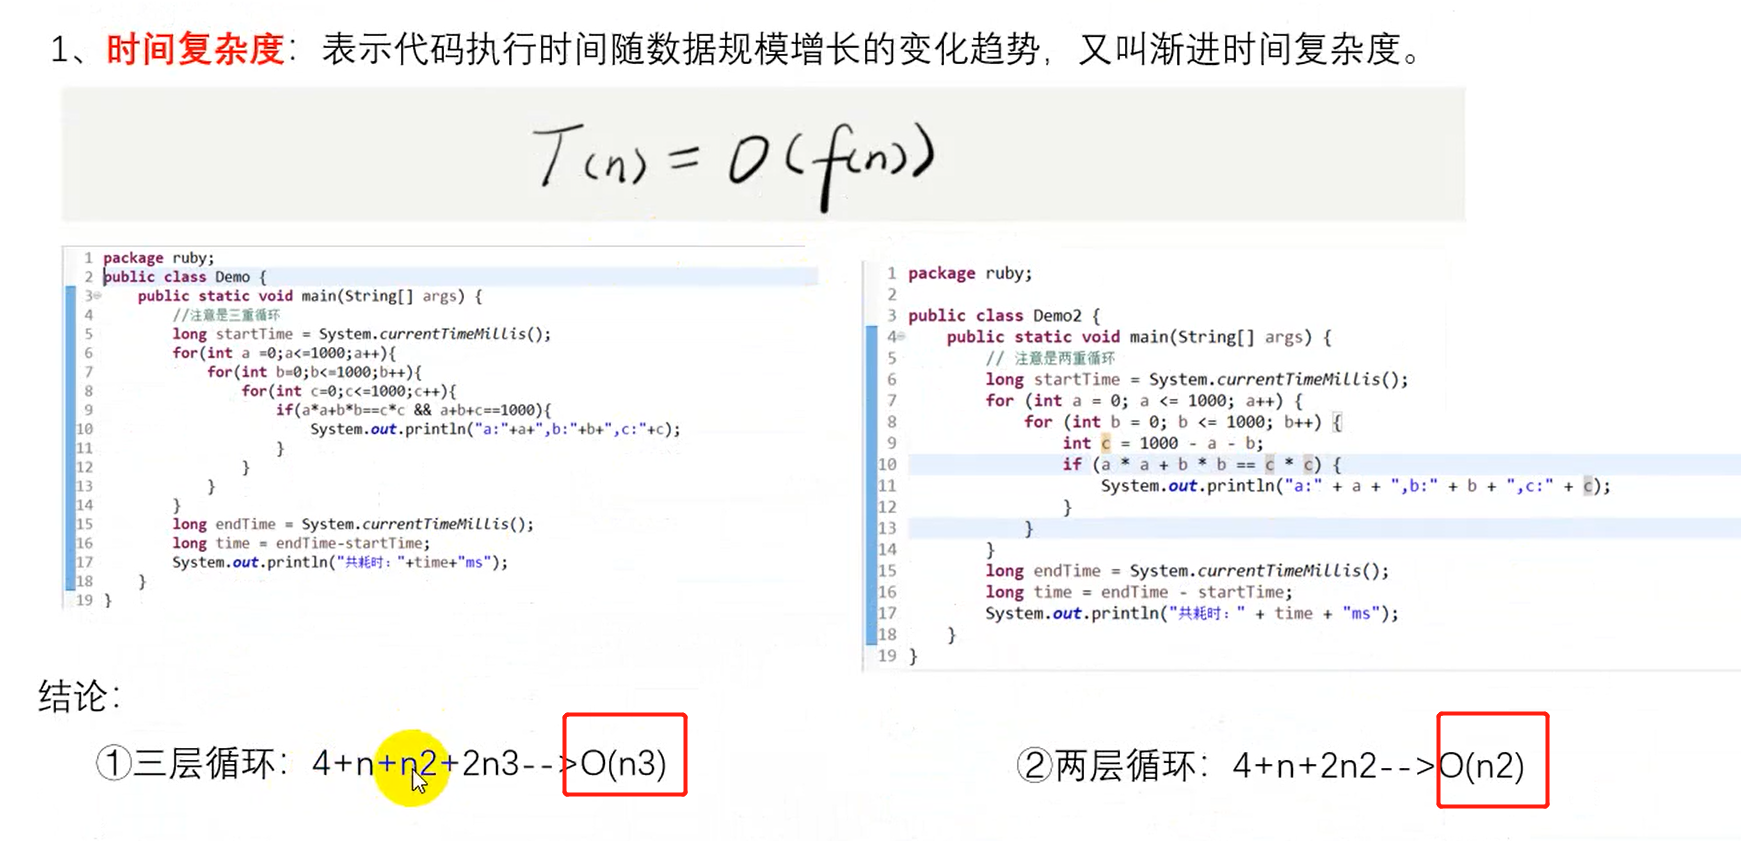 1、时间复杂度：表示代码执行时间随数据规模增长的变化趋势，又叫渐进时间复杂度。
T(n) = O(f(n))
1 package ruby;
2 public class Demo {
3 public static void main(String[] args) {
4 //注意是三重循环
5 long startTime = System.currentTimeMillis();
6 for(int a =0;a<=1000;a++){
7 for(int b=0;b<=1000;b++){
8 for(int c=0;c<=1000;c++){
9 if(a*a+b*b==c*c && a+b+c==1000){
10 System.out.println("a:"+a+",b:"+b+",c:"+c);
11 }
12 }
13 }
14 }
15 long endTime = System.currentTimeMillis();
16 long time = endTime-startTime;
17 System.out.println("共耗时："+time+"ms");
18 }
19 }
1 package ruby;
2
3 public class Demo2 {
4 public static void main(String[] args) {
5 // 注意是两重循环
6 long startTime = System.currentTimeMillis();
7 for (int a = 0; a <= 1000; a++) {
8 for (int b = 0; b <= 1000; b++) {
9 int c = 1000 - a - b;
10 if (a * a + b * b == c * c) {
11 System.out.println("a:" + a + ",b:" + b + ",c:" + c);
12 }
13 }
14 }
15 long endTime = System.currentTimeMillis();
16 long time = endTime - startTime;
17 System.out.println("共耗时：" + time + "ms");
18 }
19 }
结论：
①三层循环：4+n+n2+2n3-->O(n3)
②两层循环：4+n+2n2-->O(n2)